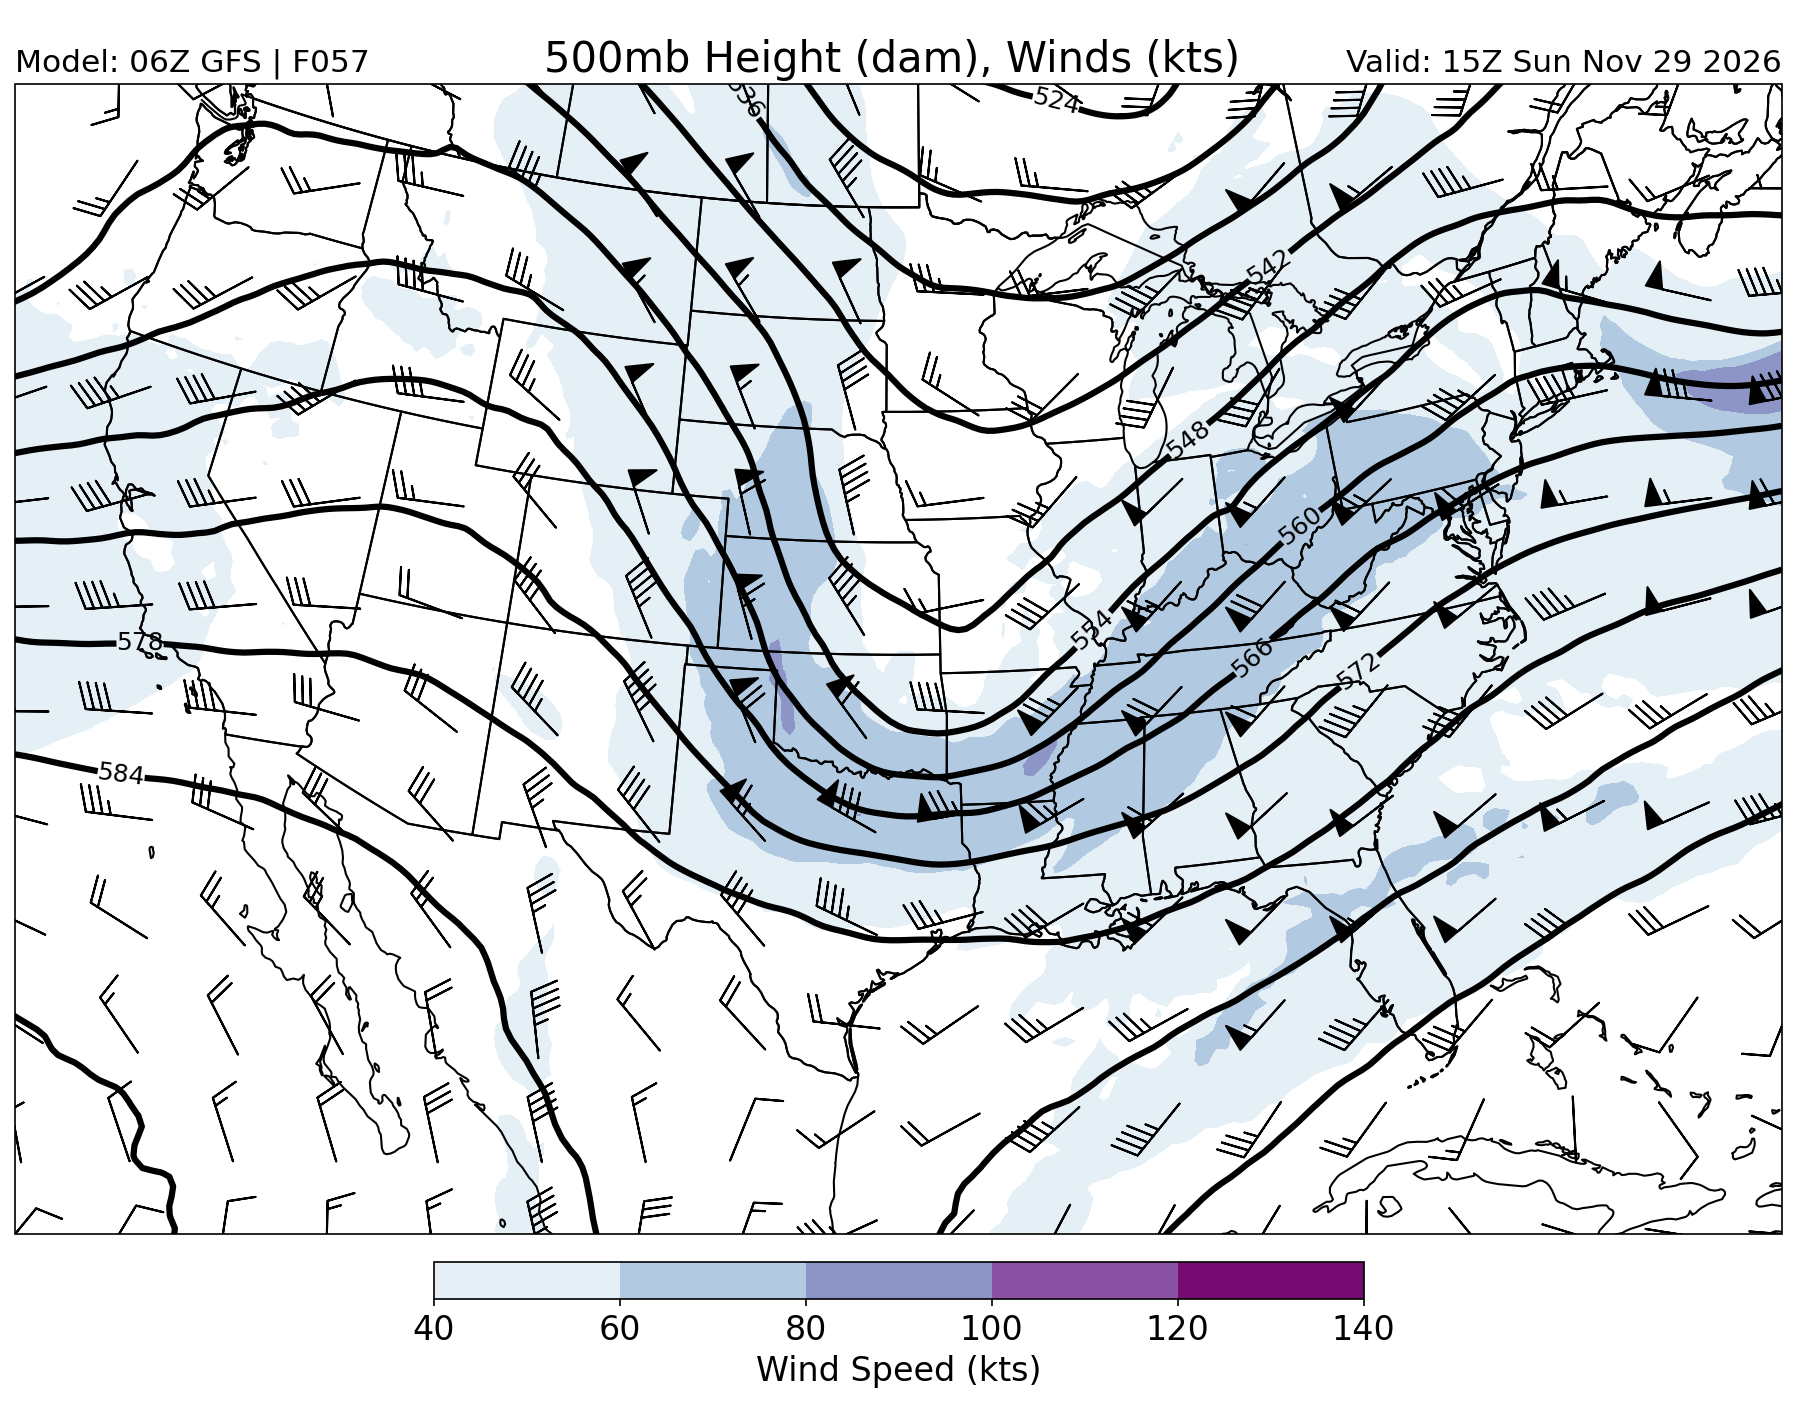 Model: 06Z GFS | F057
500mb Height (dam), Winds (kts)
Valid: 15Z Sun Nov 29 2026
536
524
542
548
560
554
566
572
578
584
40 60 80 100 120 140
Wind Speed (kts)